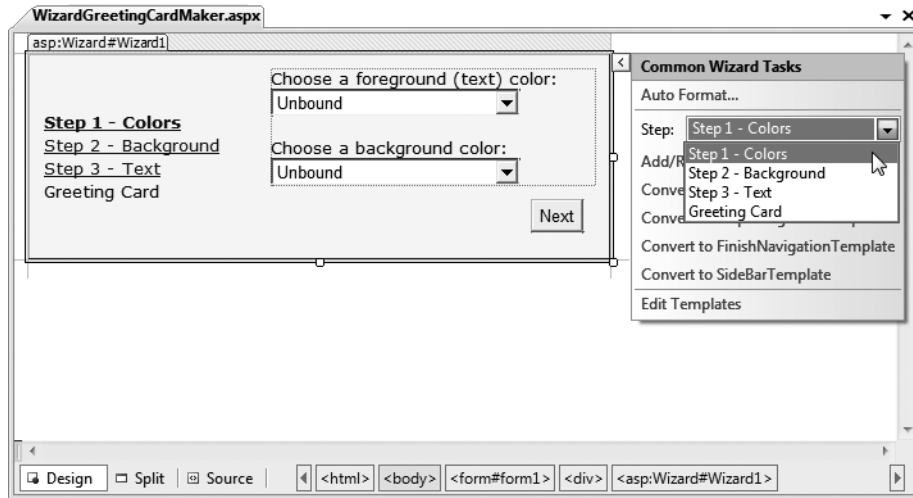 WizardGreetingCardMaker.aspx
asp:Wizard#Wizard1
Choose a foreground (text) color:
Unbound
Step 1 - Colors
Step 2 - Background
Step 3 - Text
Greeting Card
Choose a background color:
Unbound
Next
Common Wizard Tasks
Auto Format...
Step: Step 1 - Colors
Step 1 - Colors
Step 2 - Background
Step 3 - Text
Greeting Card
Add/R
Conve
Conve
Convert to FinishNavigationTemplate
Convert to SideBarTemplate
Edit Templates
Design Split Source <html> <body> <form#form1> <div> <asp:Wizard#Wizard1>